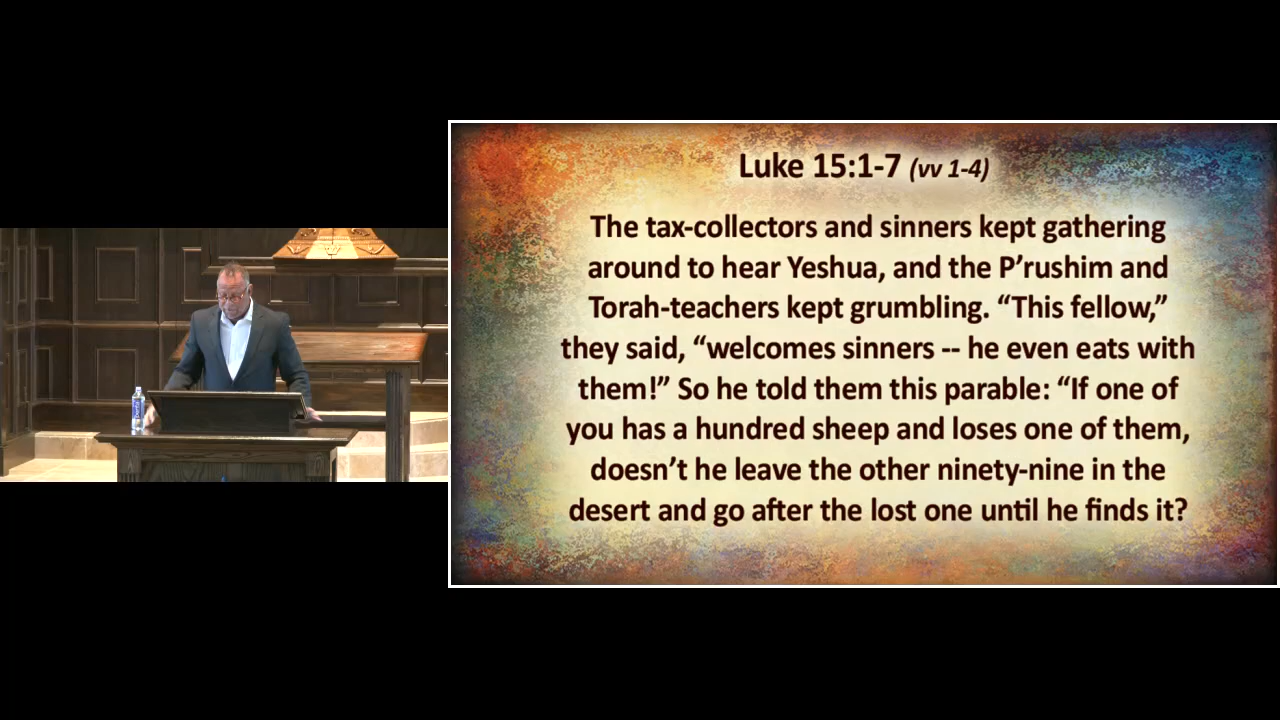 Luke 15:1-7 (vv 1-4)
The tax-collectors and sinners kept gathering
around to hear Yeshua, and the P’rushim and
Torah-teachers kept grumbling. “This fellow,”
they said, “welcomes sinners -- he even eats with
them!” So he told them this parable: “If one of
you has a hundred sheep and loses one of them,
doesn’t he leave the other ninety-nine in the
desert and go after the lost one until he finds it?